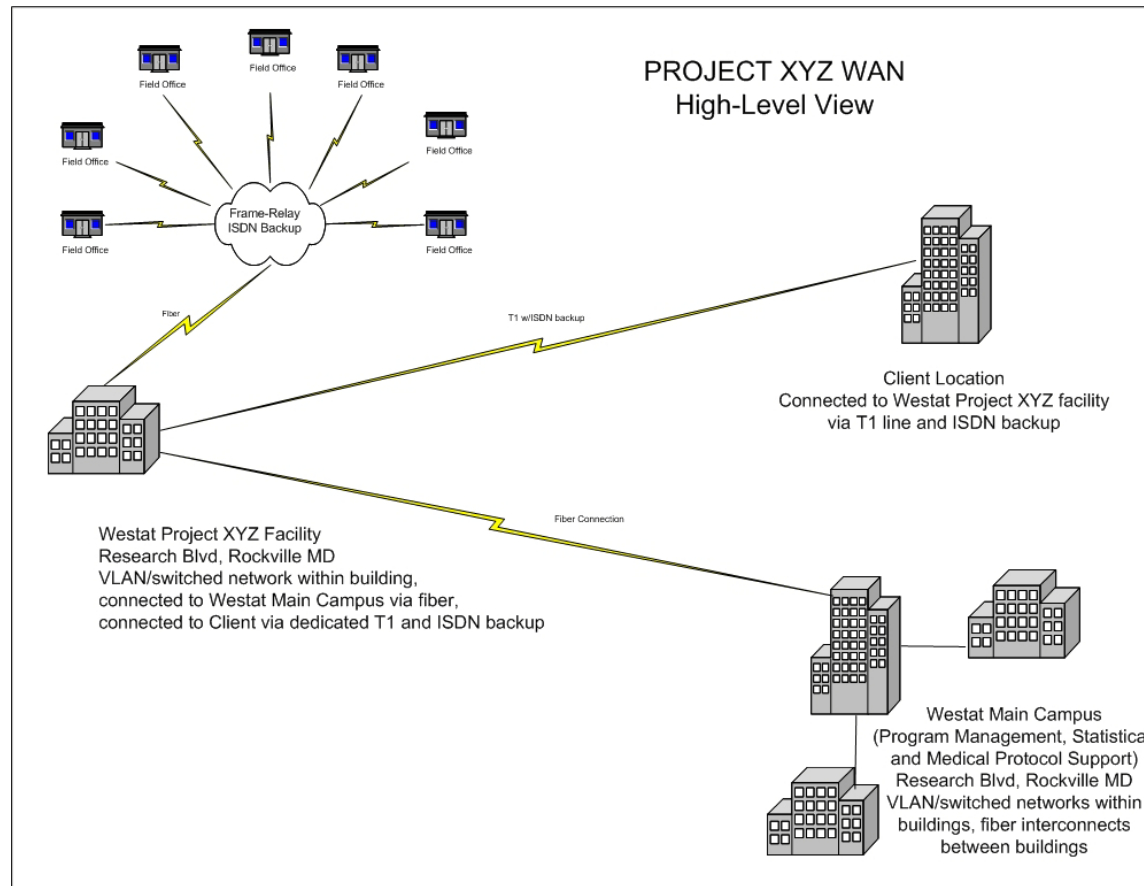 PROJECT XYZ WAN
High-Level View
Field Office
Field Office
Field Office
Field Office
Field Office
Field Office
Field Office
Frame-Relay
ISDN Backup
Fiber
T1 w/ISDN backup
Client Location
Connected to Westat Project XYZ facility
via T1 line and ISDN backup
Fiber Connection
Westat Project XYZ Facility
Research Blvd, Rockville MD
VLAN/switched network within building,
connected to Westat Main Campus via fiber,
connected to Client via dedicated T1 and ISDN backup
Westat Main Campus
(Program Management, Statistica
and Medical Protocol Support)
Research Blvd, Rockville MD
VLAN/switched networks within
buildings, fiber interconnects
between buildings